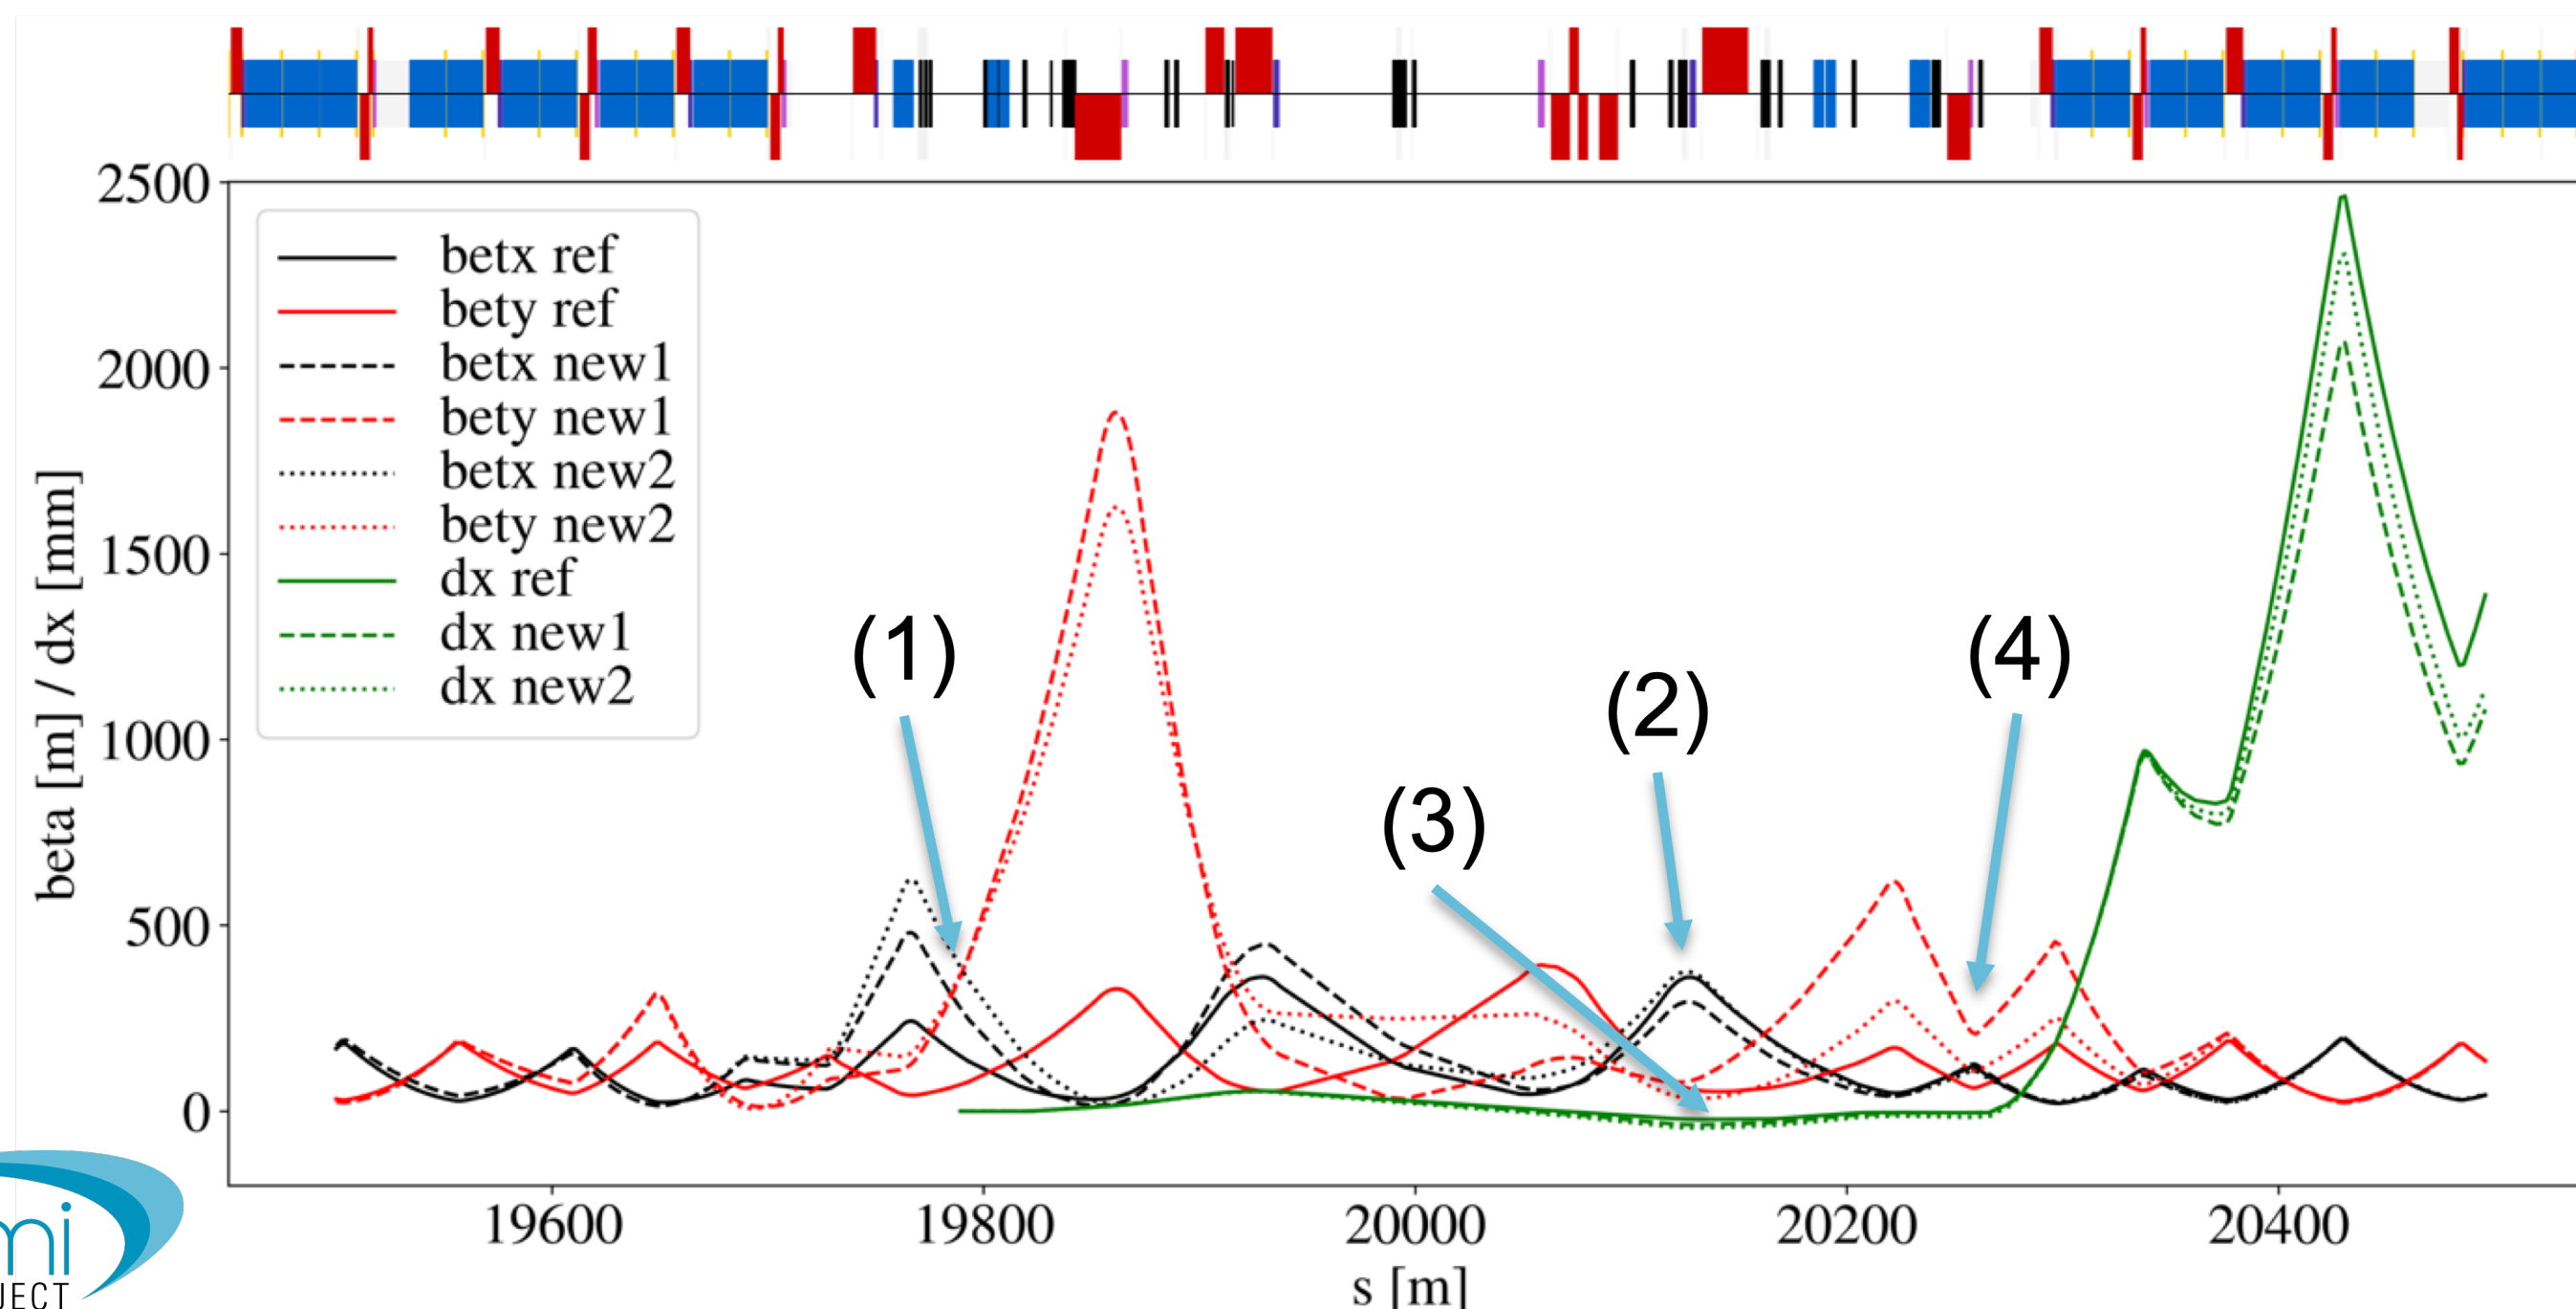 2500
2000
1500
1000
500
0
beta [m] / dx [mm]
betx ref
bety ref
betx new1
bety new1
betx new2
bety new2
dx ref
dx new1
dx new2
(1)
(2)
(3)
(4)
19600
19800
20000
20200
20400
s [m]